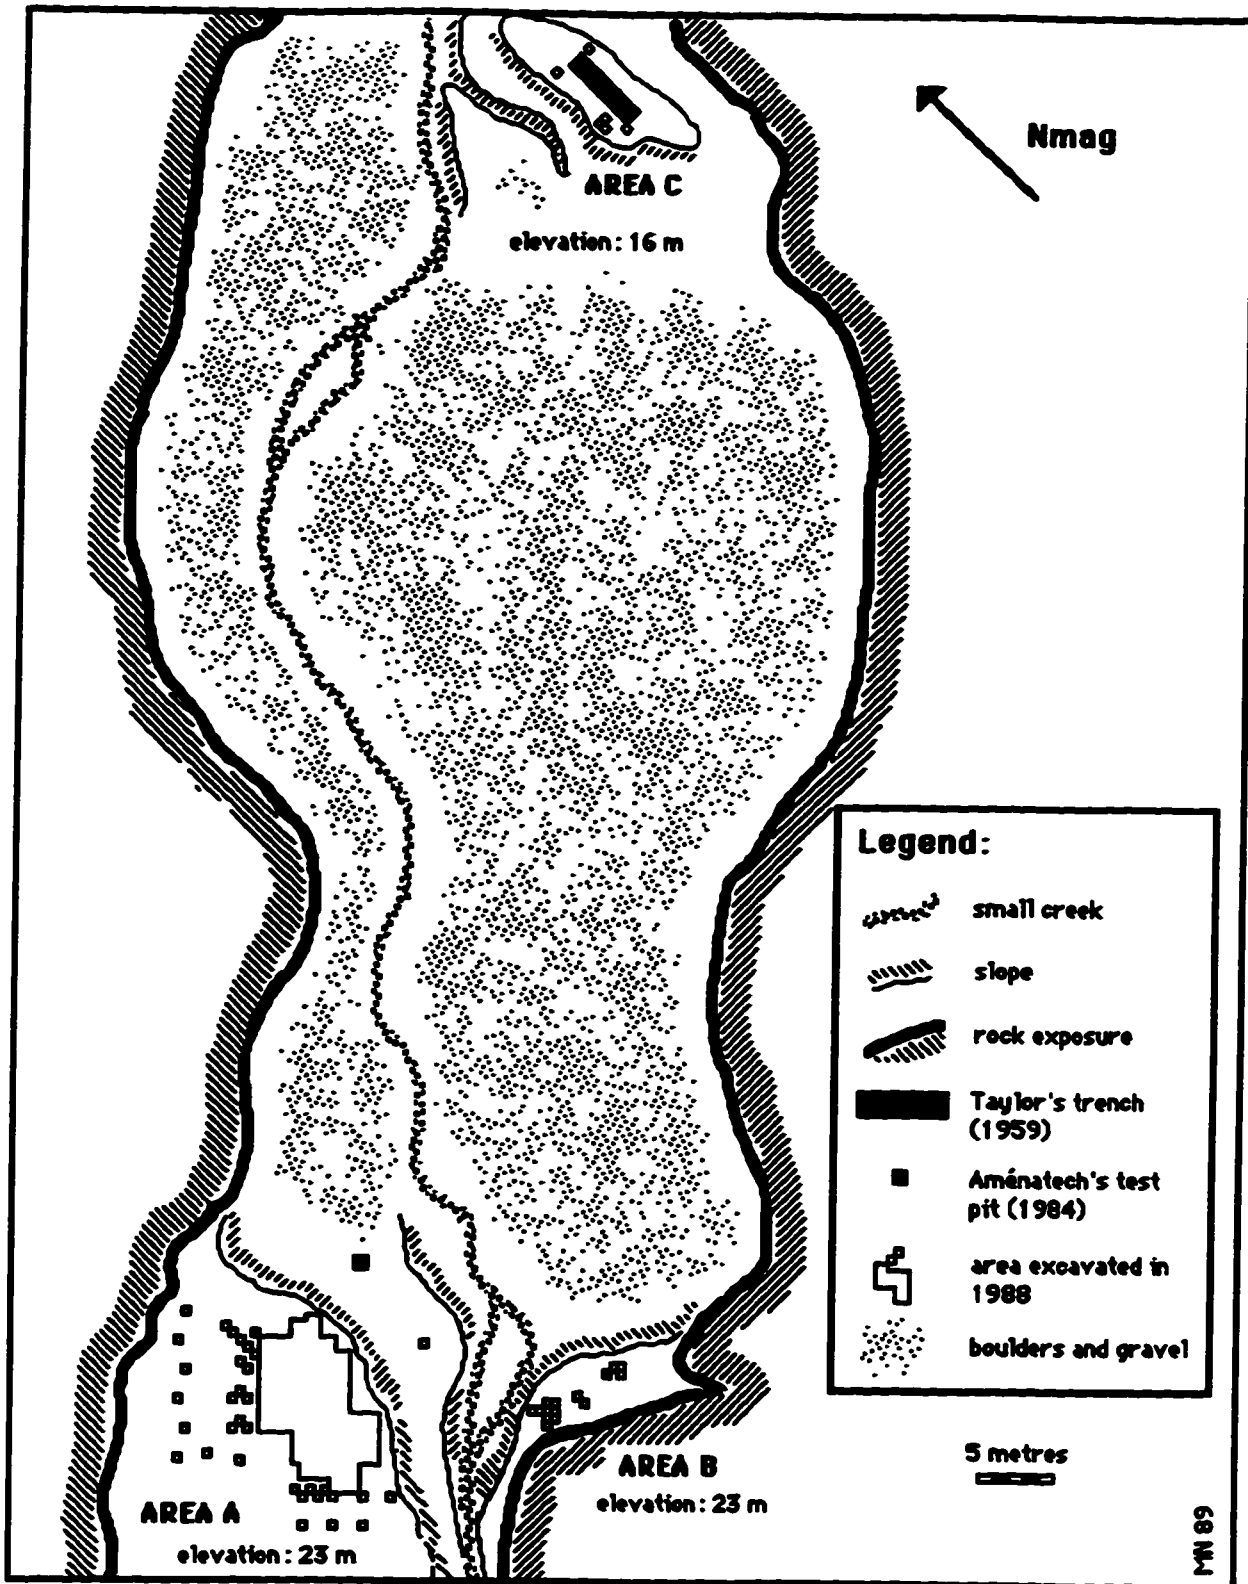 Nmag
AREA C
elevation: 16 m
Legend:
small creek
slope
rock exposure
Taylor's trench
(1959)
Aménatech's test
pit (1984)
area excavated in
1988
boulders and gravel
5 metres
AREA B
elevation: 23 m
AREA A
elevation: 23 m
MN 89